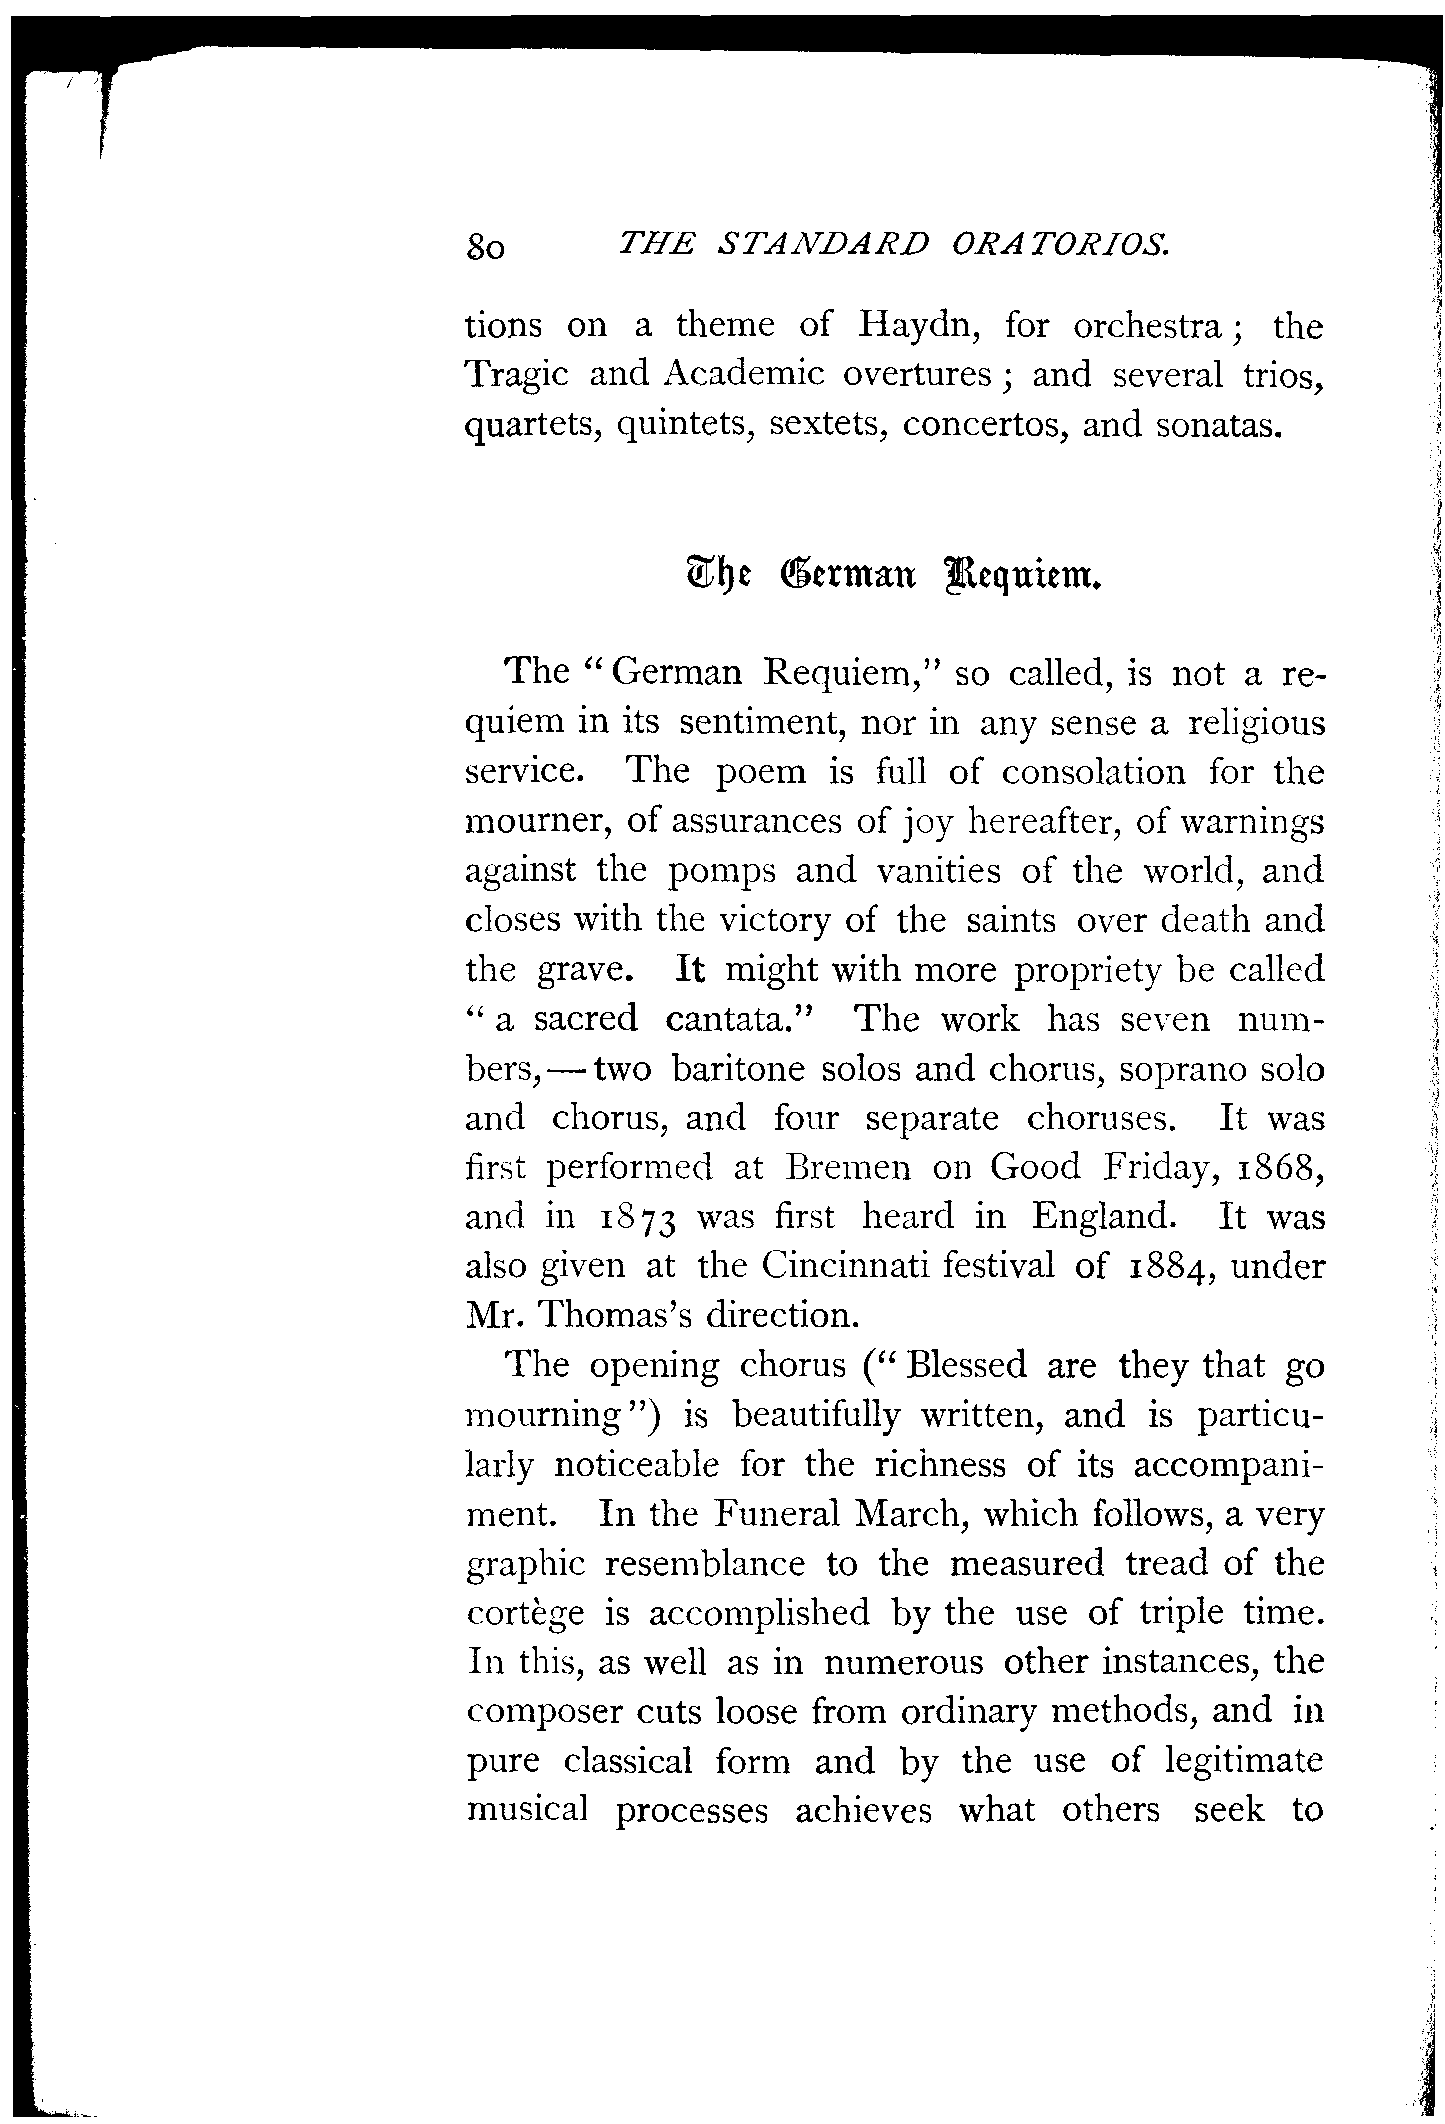 80 THE STANDARD ORATORIOS.
tions on a theme of Haydn, for orchestra; the
Tragic and Academic overtures; and several trios,
quartets, quintets, sextets, concertos, and sonatas.
The German Requiem.
The "German Requiem," so called, is not a re-
quiem in its sentiment, nor in any sense a religious
service. The poem is full of consolation for the
mourner, of assurances of joy hereafter, of warnings
against the pomps and vanities of the world, and
closes with the victory of the saints over death and
the grave. It might with more propriety be called
"a sacred cantata." The work has seven num-
bers,—two baritone solos and chorus, soprano solo
and chorus, and four separate choruses. It was
first performed at Bremen on Good Friday, 1868,
and in 1873 was first heard in England. It was
also given at the Cincinnati festival of 1884, under
Mr. Thomas's direction.
The opening chorus ("Blessed are they that go
mourning") is beautifully written, and is particu-
larly noticeable for the richness of its accompani-
ment. In the Funeral March, which follows, a very
graphic resemblance to the measured tread of the
cortège is accomplished by the use of triple time.
In this, as well as in numerous other instances, the
composer cuts loose from ordinary methods, and in
pure classical form and by the use of legitimate
musical processes achieves what others seek to